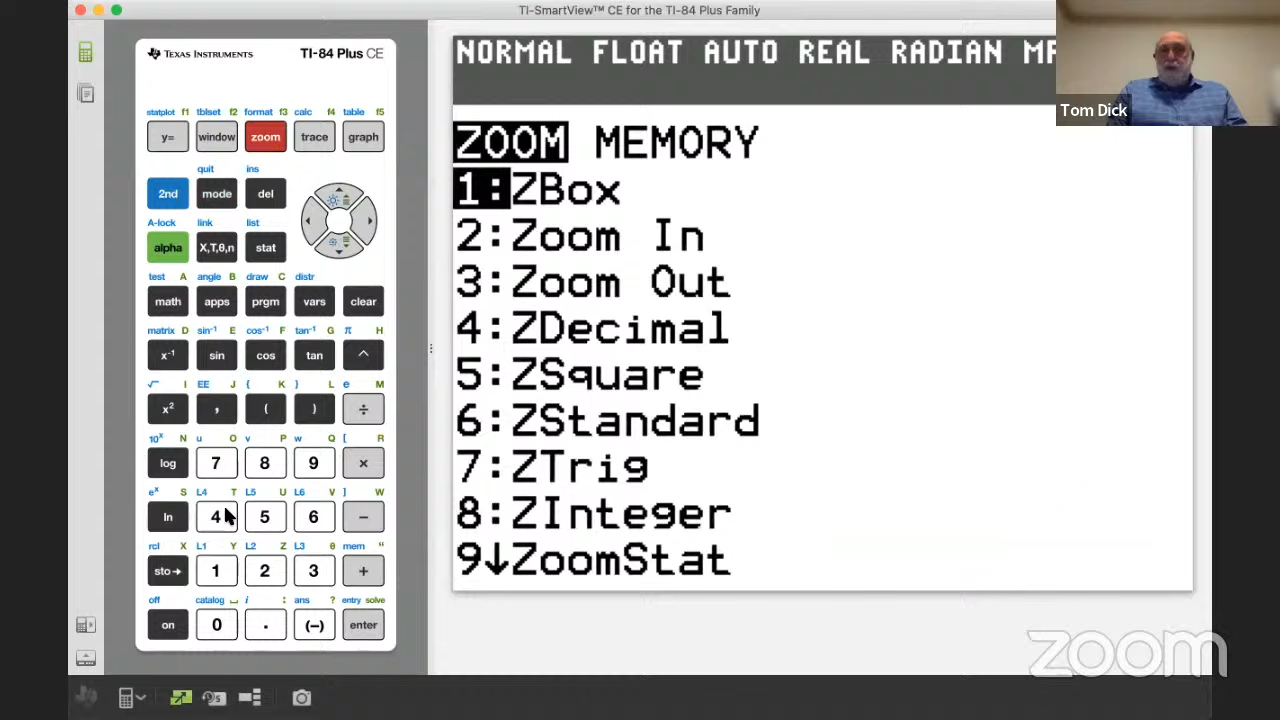 TI-SmartView™ CE for the TI-84 Plus Family
TEXAS INSTRUMENTS TI-84 Plus CE
statplot f1 tblset f2 format f3 calc f4 table f5
y= window zoom trace graph
quit ins
2nd mode del
A-lock link list
alpha X,T,θ,n stat
test A angle B draw C distr
math apps prgm vars clear
matrix D sin⁻¹ E cos⁻¹ F tan⁻¹ G π H
x⁻¹ sin cos tan ^
√ I EE J { K } L e M
x² , ( ) ÷
10ˣ N u O v P w Q [ R
log 7 8 9 ×
eˣ S L4 T L5 U L6 V ] W
ln 4 5 6 −
rcl X L1 Y L2 Z L3 θ mem “
sto→ 1 2 3 +
off catalog ⎵ i : ans ? entry solve
on 0 . (−) enter
NORMAL FLOAT AUTO REAL RADIAN
ZOOM MEMORY
1:ZBox
2:Zoom In
3:Zoom Out
4:ZDecimal
5:ZSquare
6:ZStandard
7:ZTrig
8:ZInteger
9↓ZoomStat
Tom Dick
zoom